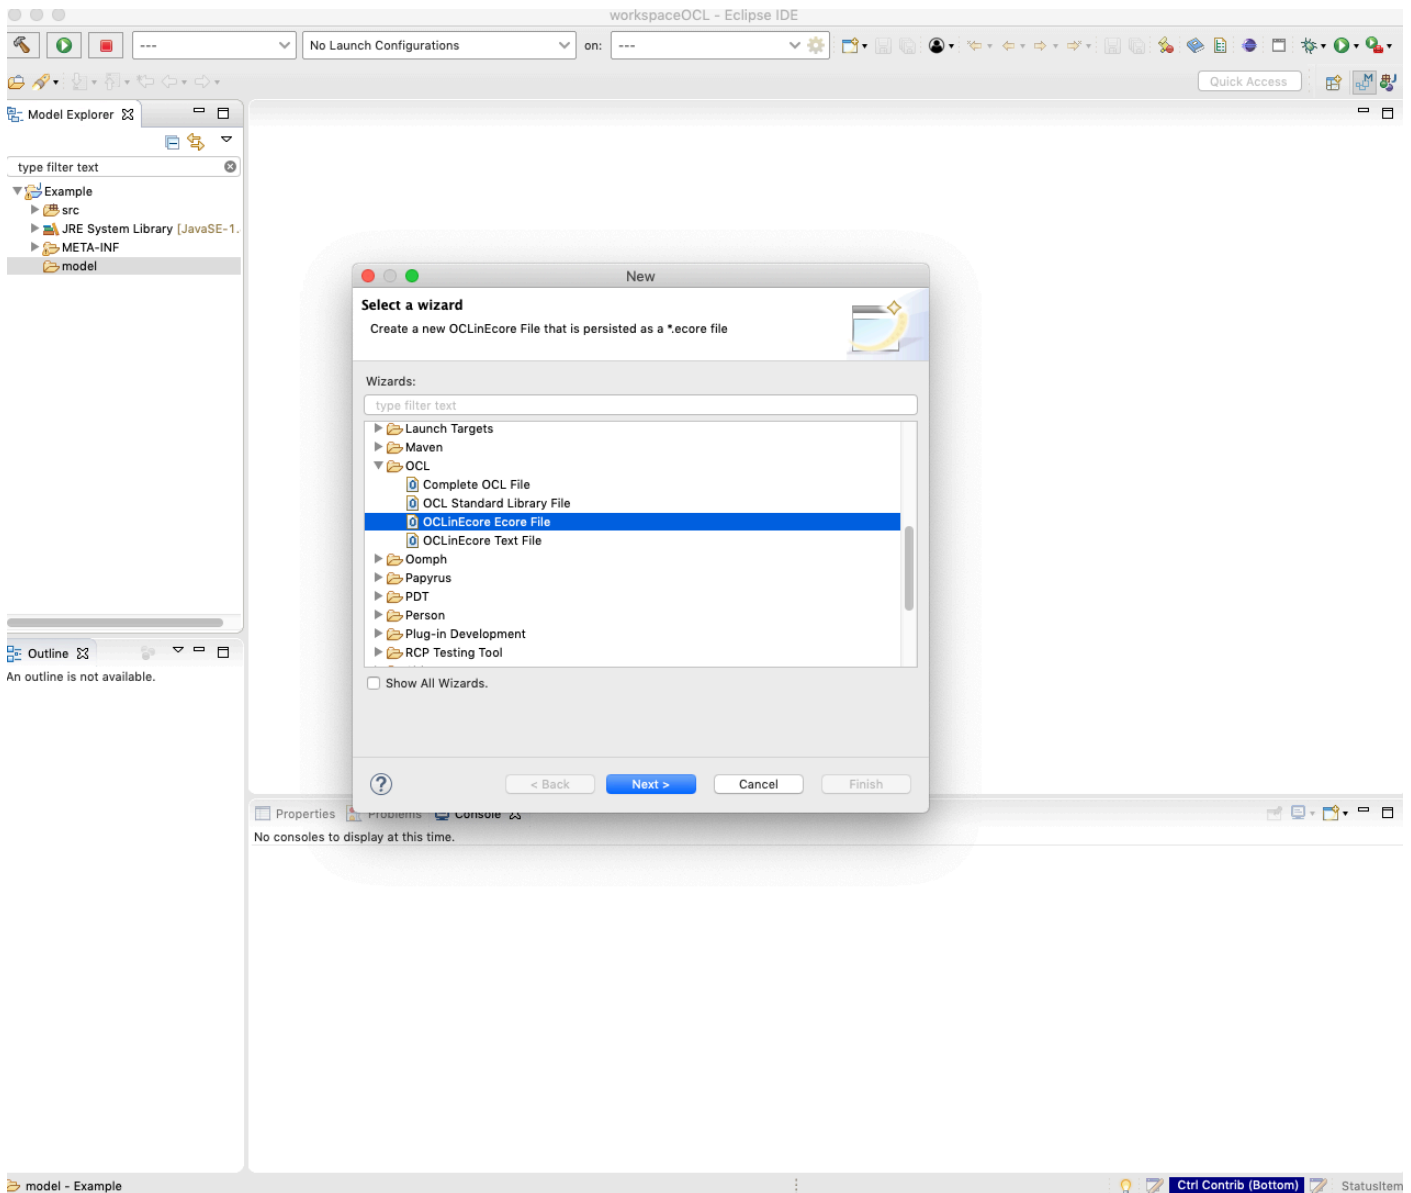 workspaceOCL - Eclipse IDE
---
No Launch Configurations
on:
---
Quick Access
Model Explorer
type filter text
Example
src
JRE System Library [JavaSE-1.
META-INF
model
New
Select a wizard
Create a new OCLinEcore File that is persisted as a *.ecore file
Wizards:
type filter text
Launch Targets
Maven
OCL
Complete OCL File
OCL Standard Library File
OCLinEcore Ecore File
OCLinEcore Text File
Oomph
Papyrus
PDT
Person
Plug-in Development
RCP Testing Tool
Show All Wizards.
< Back
Next >
Cancel
Finish
Outline
An outline is not available.
Properties
Problems
Console
No consoles to display at this time.
model - Example
Ctrl Contrib (Bottom)
StatusItem